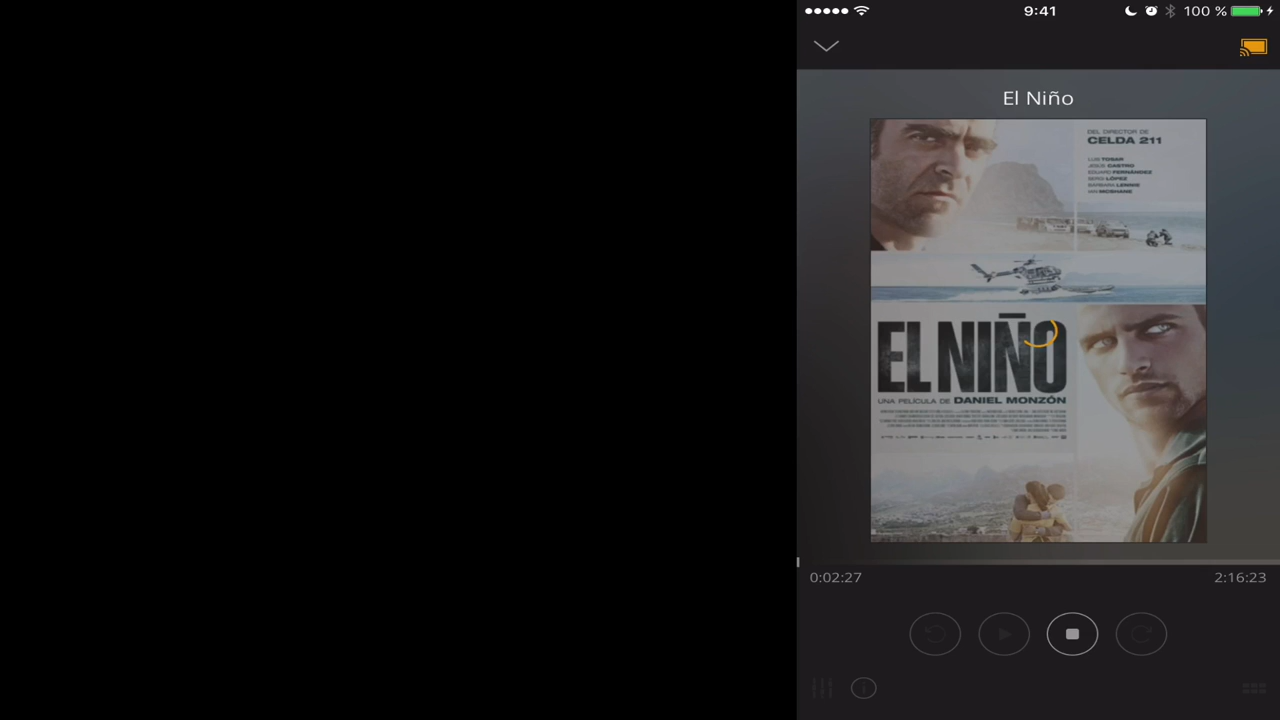 9:41
100 %
El Niño
DEL DIRECTOR DE
CELDA 211
LUIS TOSAR
JESÚS CASTRO
EDUARD FERNÁNDEZ
SERGI LÓPEZ
BÁRBARA LENNIE
IAN MCSHANE
EL NIÑO
UNA PELÍCULA DE DANIEL MONZÓN
0:02:27
2:16:23